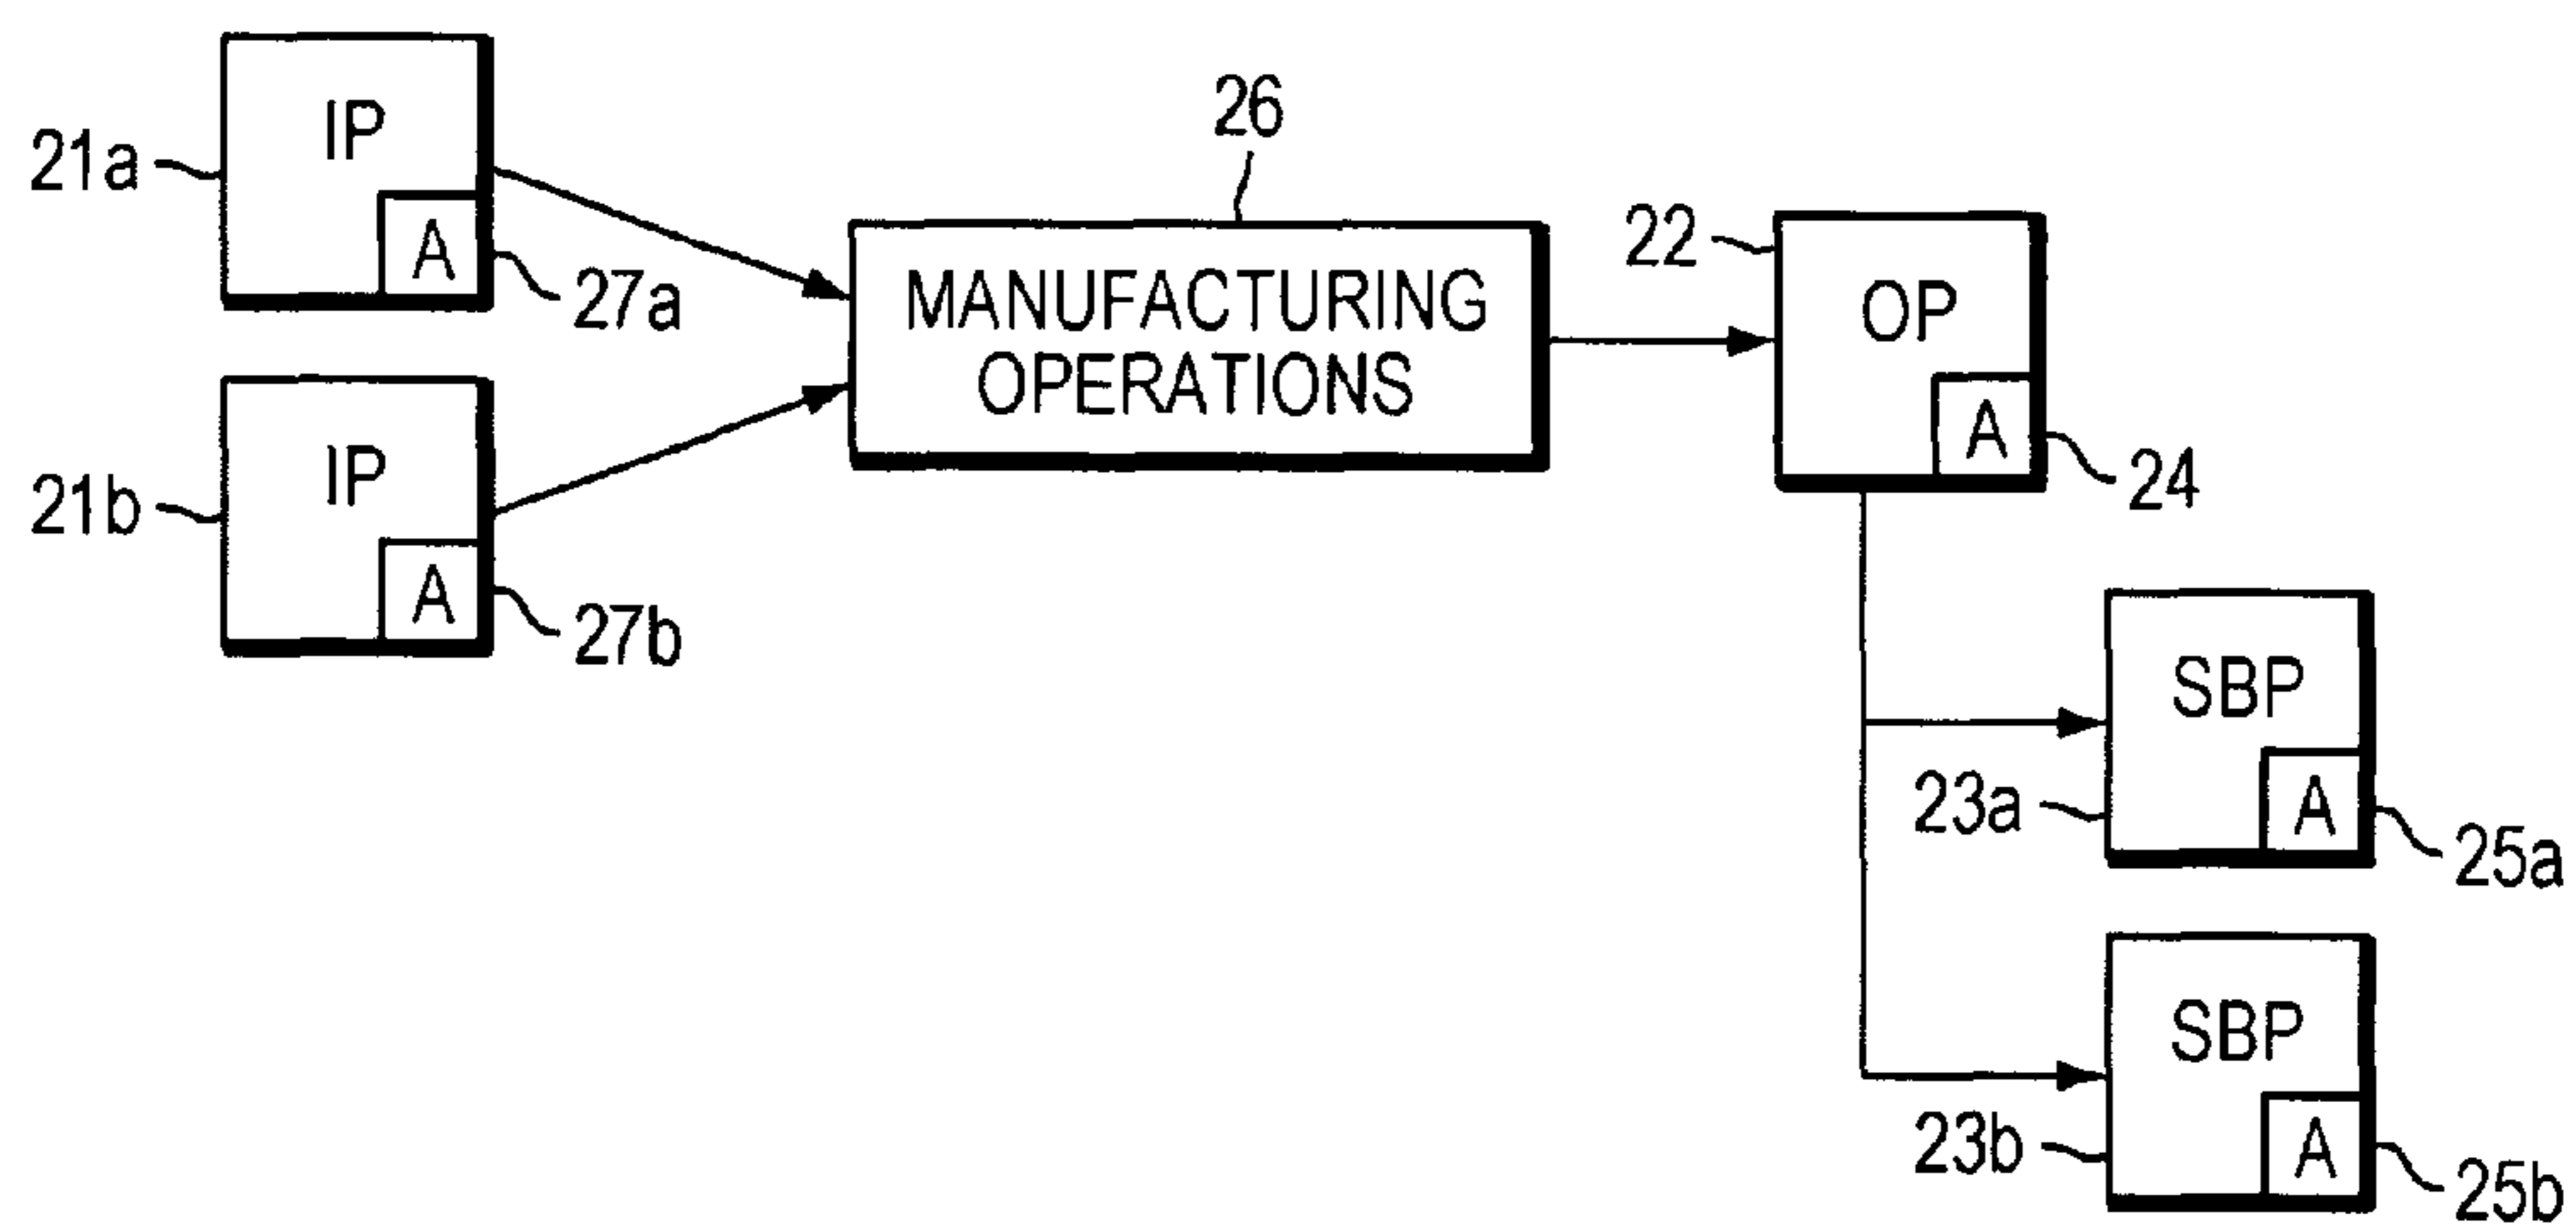 IP
21a
A
27a
IP
21b
A
27b
26
MANUFACTURING
OPERATIONS
22
OP
A
24
SBP
23a
A
25a
SBP
23b
A
25b